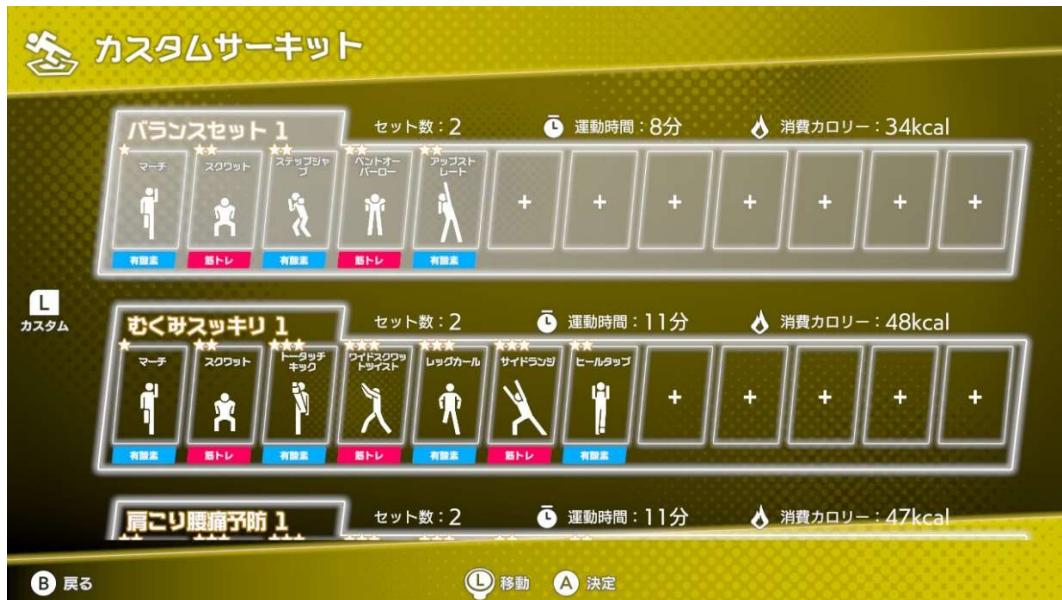 カスタムサーキット
バランスセット 1
セット数：2
運動時間：8分
消費カロリー：34kcal
マーチ
スクワット
ステップジャ
ブ
ベントオー
バーロー
アップスト
レート
有酸素
筋トレ
有酸素
筋トレ
有酸素
L
カスタム
むくみスッキリ 1
セット数：2
運動時間：11分
消費カロリー：48kcal
マーチ
スクワット
トータッチ
キック
ワイドスクワッ
トツイスト
レッグカール
サイドランジ
ヒールタップ
有酸素
筋トレ
有酸素
筋トレ
有酸素
筋トレ
有酸素
肩こり腰痛予防 1
セット数：2
運動時間：11分
消費カロリー：47kcal
B 戻る
L 移動
A 決定